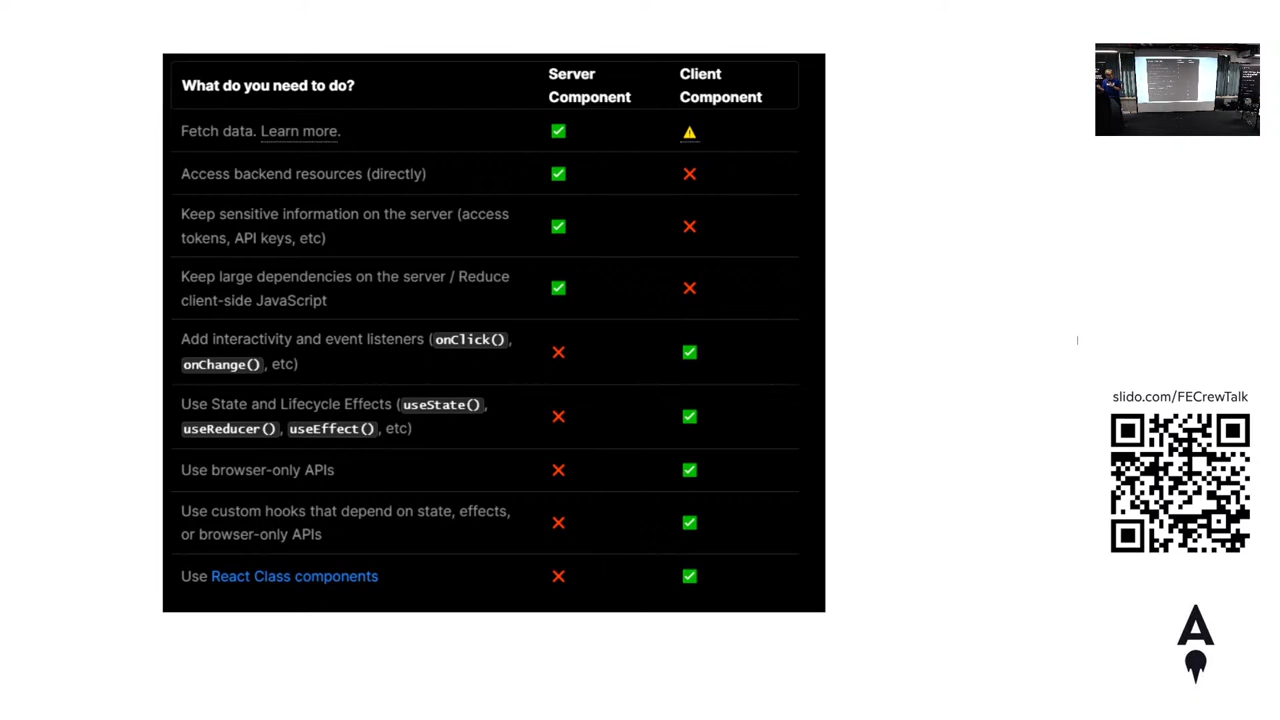 What do you need to do?
Server
Component
Client
Component
Fetch data. Learn more.
Access backend resources (directly)
Keep sensitive information on the server (access
tokens, API keys, etc)
Keep large dependencies on the server / Reduce
client-side JavaScript
Add interactivity and event listeners (onClick(),
onChange(), etc)
Use State and Lifecycle Effects (useState(),
useReducer(), useEffect(), etc)
Use browser-only APIs
Use custom hooks that depend on state, effects,
or browser-only APIs
Use React Class components
slido.com/FECrewTalk